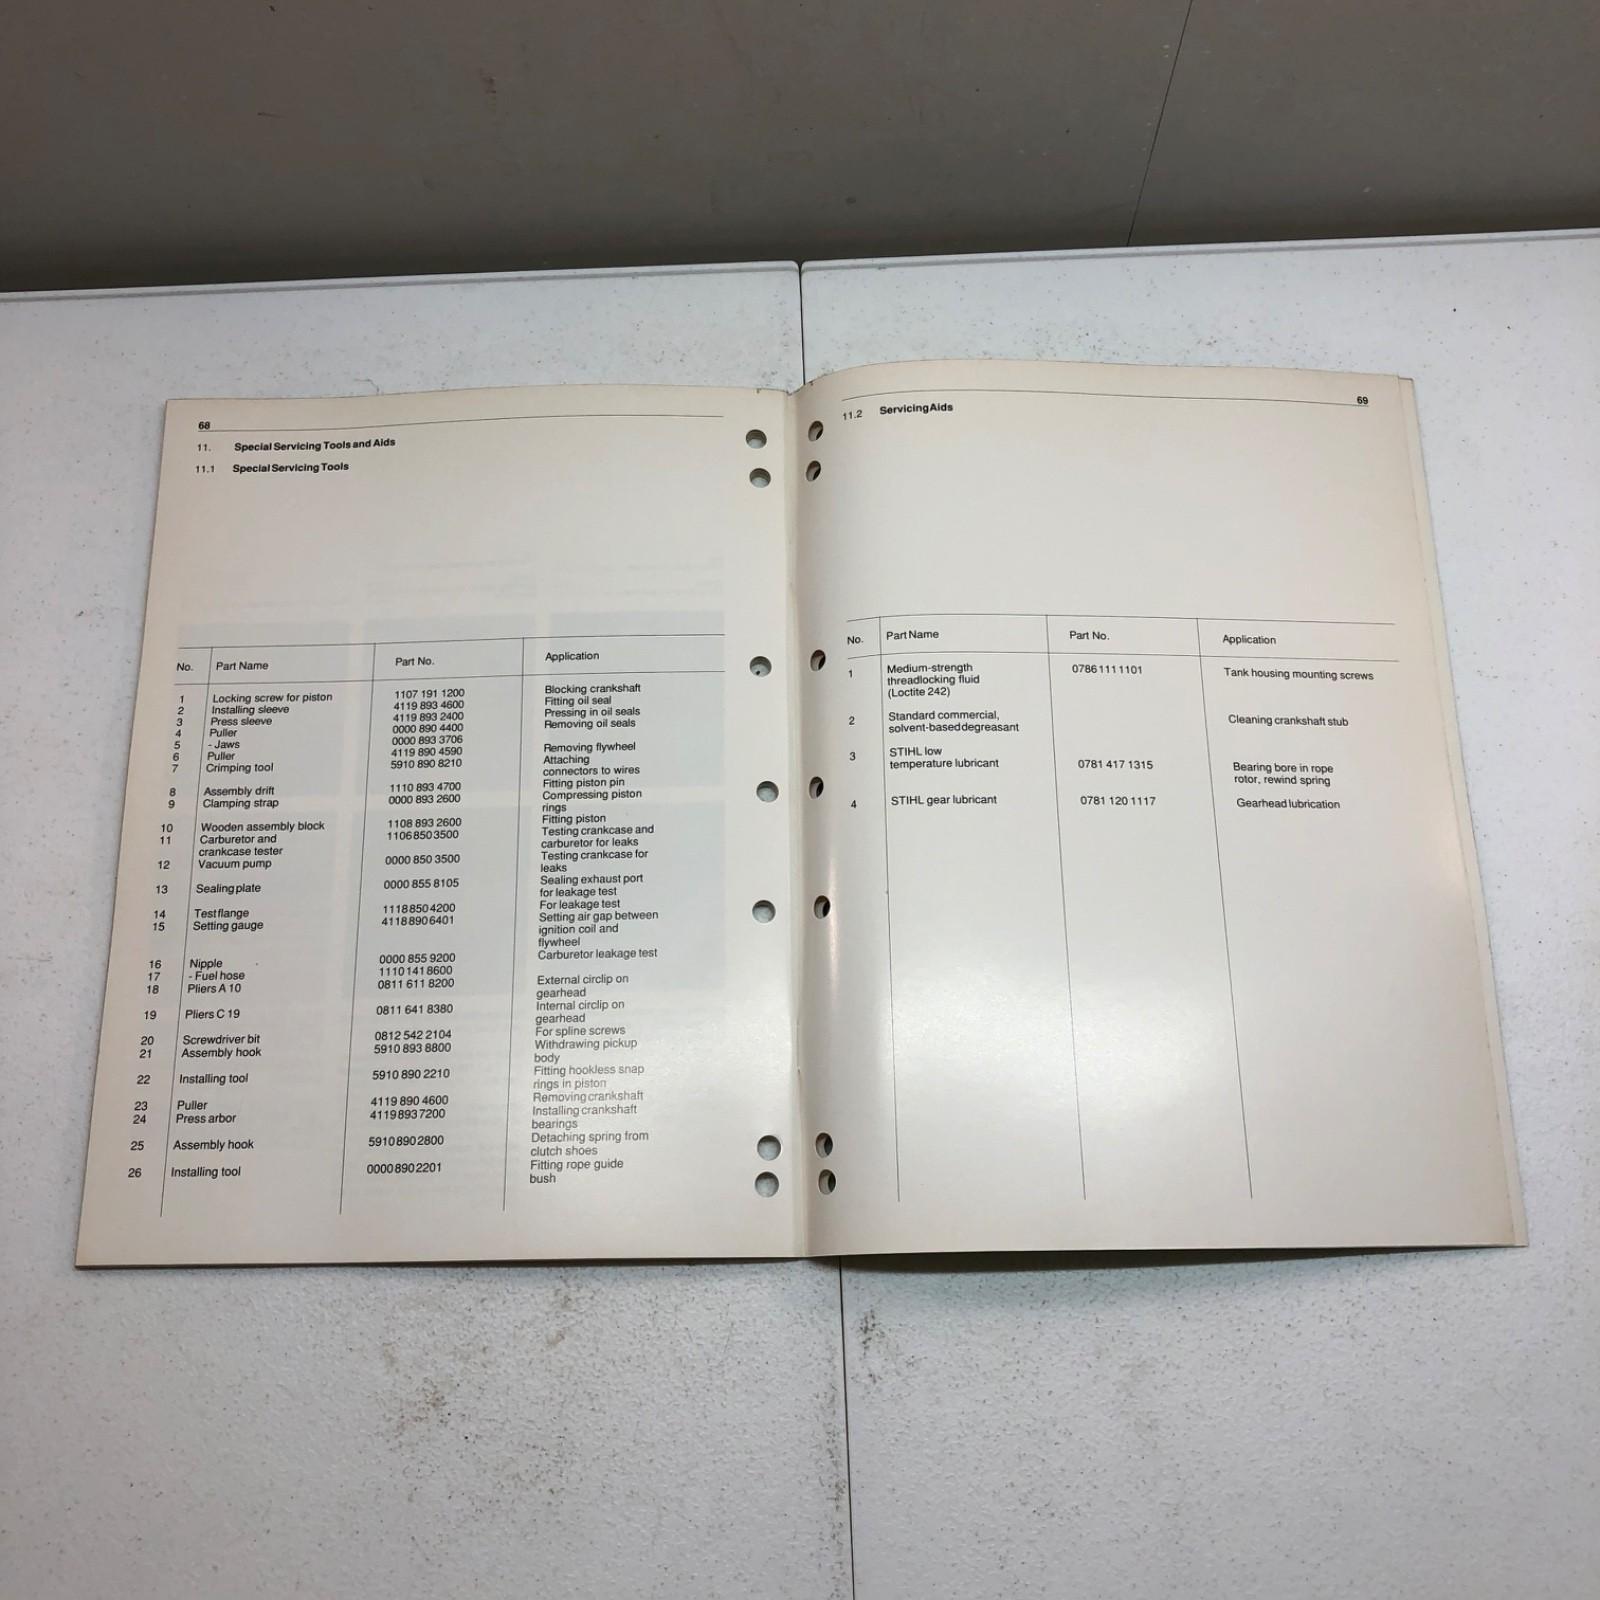 68
11. Special Servicing Tools and Aids
11.1 Special Servicing Tools
No. Part Name Part No. Application
1 Locking screw for piston 1107 191 1200 Blocking crankshaft
2 Installing sleeve 4119 893 4600 Fitting oil seal
3 Press sleeve 4119 893 2400 Pressing in oil seals
4 Puller 0000 890 4400 Removing oil seals
5 - Jaws 0000 893 3706
6 Puller 4119 890 4590 Removing flywheel
7 Crimping tool 5910 890 8210 Attaching
connectors to wires
8 Assembly drift 1110 893 4700 Fitting piston pin
9 Clamping strap 0000 893 2600 Compressing piston
rings
10 Wooden assembly block 1108 893 2600 Fitting piston
11 Carburetor and 1106 850 3500 Testing crankcase and
crankcase tester carburetor for leaks
12 Vacuum pump 0000 850 3500 Testing crankcase for
leaks
13 Sealing plate 0000 855 8105 Sealing exhaust port
for leakage test
14 Test flange 1118 850 4200 For leakage test
15 Setting gauge 4118 890 6401 Setting air gap between
ignition coil and
flywheel
16 Nipple 0000 855 9200 Carburetor leakage test
17 - Fuel hose 1110 141 8600
18 Pliers A 10 0811 611 8200 External circlip on
gearhead
19 Pliers C 19 0811 641 8380 Internal circlip on
gearhead
20 Screwdriver bit 0812 542 2104 For spline screws
21 Assembly hook 5910 893 8800 Withdrawing pickup
body
22 Installing tool 5910 890 2210 Fitting hookless snap
rings in piston
23 Puller 4119 890 4600 Removing crankshaft
24 Press arbor 4119 893 7200 Installing crankshaft
bearings
25 Assembly hook 5910 890 2800 Detaching spring from
clutch shoes
26 Installing tool 0000 890 2201 Fitting rope guide
bush
69
11.2 Servicing Aids
No. Part Name Part No. Application
1 Medium-strength 0786 111 1101 Tank housing mounting screws
threadlocking fluid
(Loctite 242)
2 Standard commercial, Cleaning crankshaft stub
solvent-based degreasant
3 STIHL low
temperature lubricant 0781 417 1315 Bearing bore in rope
rotor, rewind spring
4 STIHL gear lubricant 0781 120 1117 Gearhead lubrication